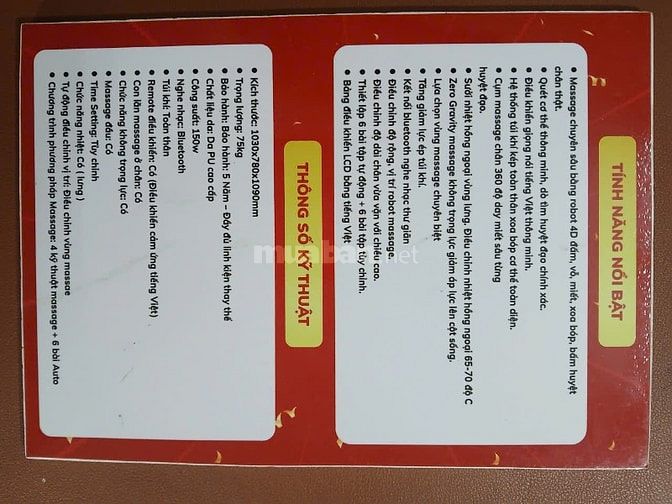 TÍNH NĂNG NỔI BẬT
• Massage chuyên sâu bằng robot 4D đấm, vỗ, miết, xoa bóp, bấm huyệt
chân thật.
• Quét cơ thể thông minh, dò tìm huyệt đạo chính xác.
• Điều khiển giọng nói tiếng Việt thông minh.
• Hệ thống túi khí kép toàn thân xoa bóp cơ thể toàn diện.
• Cụm massage chân 360 độ day miết sâu từng
huyệt đạo.
• Sưởi nhiệt hồng ngoại vùng lưng. Điều chỉnh nhiệt hồng ngoại 65-70 độ C
• Zero Gravity massage không trọng lực giảm áp lực lên cột sống.
• Lựa chọn vùng massage chuyên biệt
• Tăng giảm lực ép túi khí.
• Kết nối bluetooth nghe nhạc thư giãn
• Điều chỉnh độ rộng, vị trí robot massage.
• Điều chỉnh độ dài chân vừa vặn với chiều cao.
• Thiết lập 6 bài tập tự động + 6 bài tập tùy chỉnh.
• Bảng điều khiển LCD bằng tiếng Việt
THÔNG SỐ KỸ THUẬT
• Kích thước: 1030x780x1090mm
• Trọng lượng: 75kg
• Bảo hành: Bảo hành: 5 Năm - Đầy đủ linh kiện thay thế
• Chất liệu da: Da PU cao cấp
• Công suất: 150w
• Nghe nhạc: Bluetooth
• Túi khí: Toàn thân
• Remote điều khiển: Có (Điều khiển cảm ứng tiếng Việt)
• Con lăn massage ở chân: Có
• Chức năng không trọng lực: Có
• Massage đầu: Có
• Time Setting: Tùy chỉnh
• Chức năng nhiệt: Có ( lưng )
• Tự động điều chỉnh vị trí: Điều chỉnh vùng massae
• Chương trình phương pháp Massage: 4 kỹ thuật massage + 6 bài Auto
muaban.net